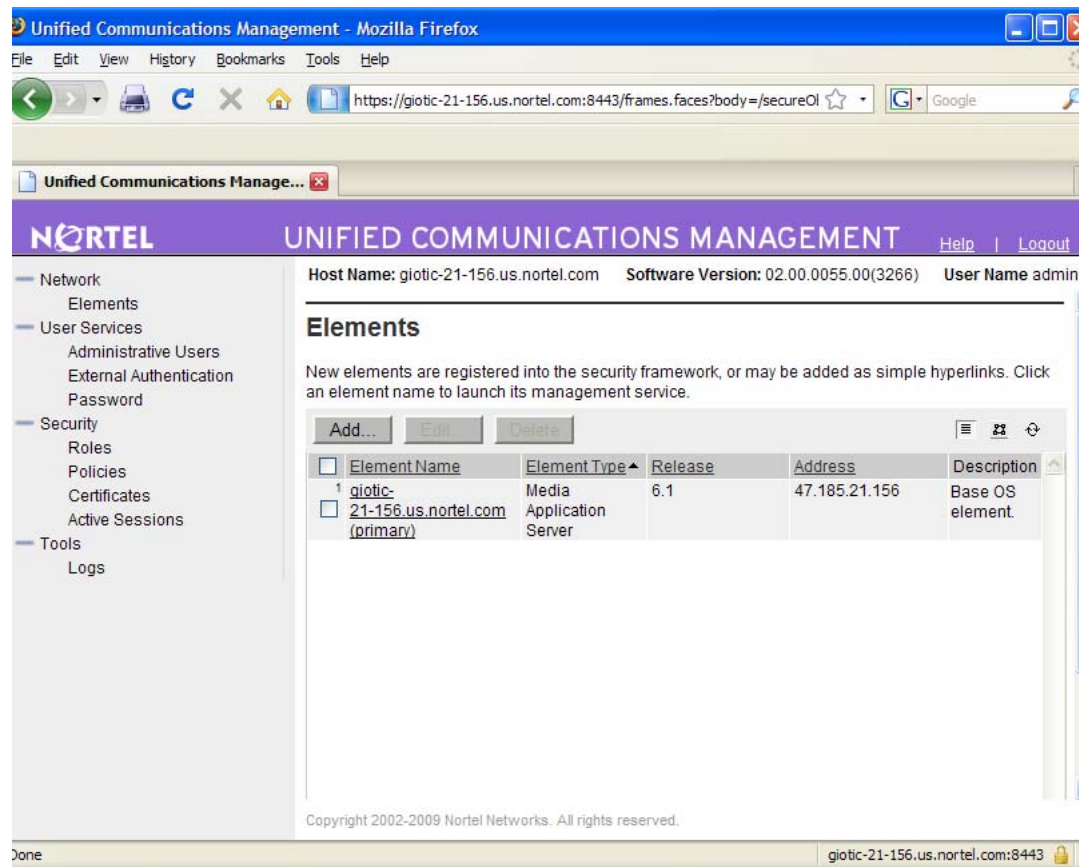 Unified Communications Management - Mozilla Firefox
File Edit View History Bookmarks Tools Help
https://giotic-21-156.us.nortel.com:8443/frames.faces?body=/secureOl
G Google
Unified Communications Manage...
NORTEL
UNIFIED COMMUNICATIONS MANAGEMENT
Help | Logout
Network
Elements
User Services
Administrative Users
External Authentication
Password
Security
Roles
Policies
Certificates
Active Sessions
Tools
Logs
Host Name: giotic-21-156.us.nortel.com Software Version: 02.00.0055.00(3266) User Name admin
Elements
New elements are registered into the security framework, or may be added as simple hyperlinks. Click
an element name to launch its management service.
Add... Edit... Delete
Element Name Element Type Release Address Description
1 giotic-
21-156.us.nortel.com
(primary)
Media
Application
Server
6.1
47.185.21.156
Base OS
element.
Copyright 2002-2009 Nortel Networks. All rights reserved.
Done
giotic-21-156.us.nortel.com:8443